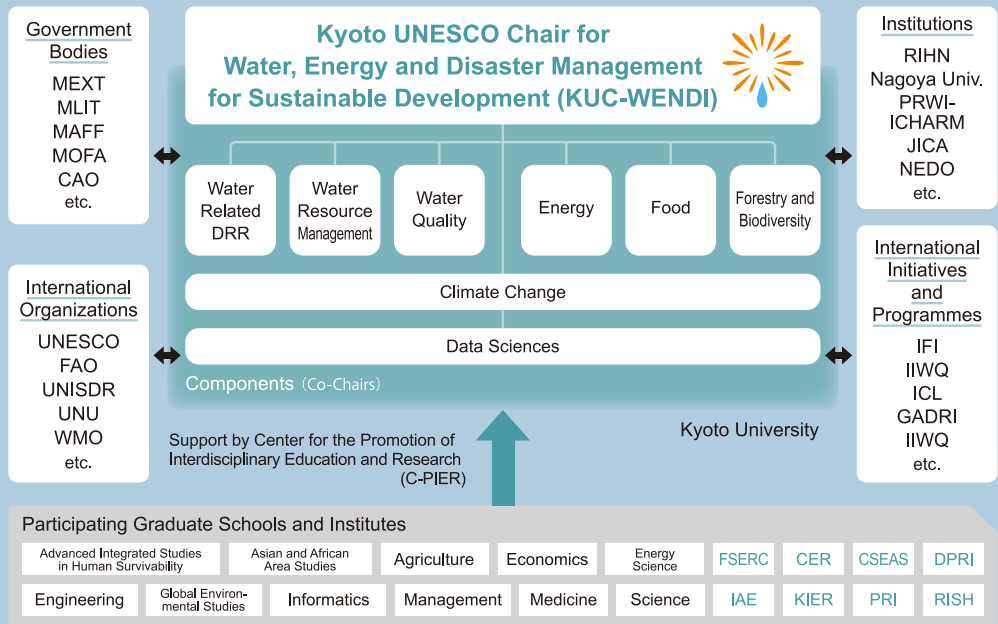 Government
Bodies
MEXT
MLIT
MAFF
MOFA
CAO
etc.
International
Organizations
UNESCO
FAO
UNISDR
UNU
WMO
etc.
Kyoto UNESCO Chair for
Water, Energy and Disaster Management
for Sustainable Development (KUC-WENDI)
Water
Related
DRR
Water
Resource
Management
Water
Quality
Energy
Food
Forestry and
Biodiversity
Climate Change
Data Sciences
Components (Co-Chairs)
Institutions
RIHN
Nagoya Univ.
PRWI-
ICHARM
JICA
NEDO
etc.
International
Initiatives
and
Programmes
IFI
IIWQ
ICL
GADRI
IIWQ
etc.
Kyoto University
Support by Center for the Promotion of
Interdisciplinary Education and Research
(C-PIER)
Participating Graduate Schools and Institutes
Advanced Integrated Studies
in Human Survivability
Asian and African
Area Studies
Agriculture
Economics
Energy
Science
FSERC
CER
CSEAS
DPRI
Engineering
Global Environ-
mental Studies
Informatics
Management
Medicine
Science
IAE
KIER
PRI
RISH